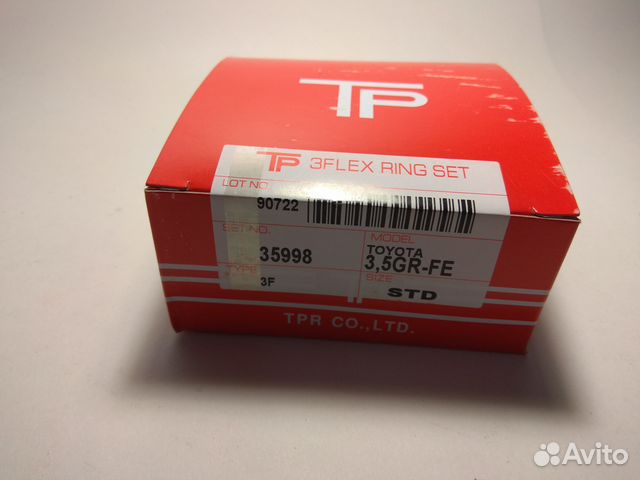 TP
TP 3FLEX RING SET
LOT NO.
90722
SET NO.
35998
MODEL
TOYOTA
3,5GR-FE
TYPE
3F
SIZE
STD
TPR CO.,LTD.
Avito